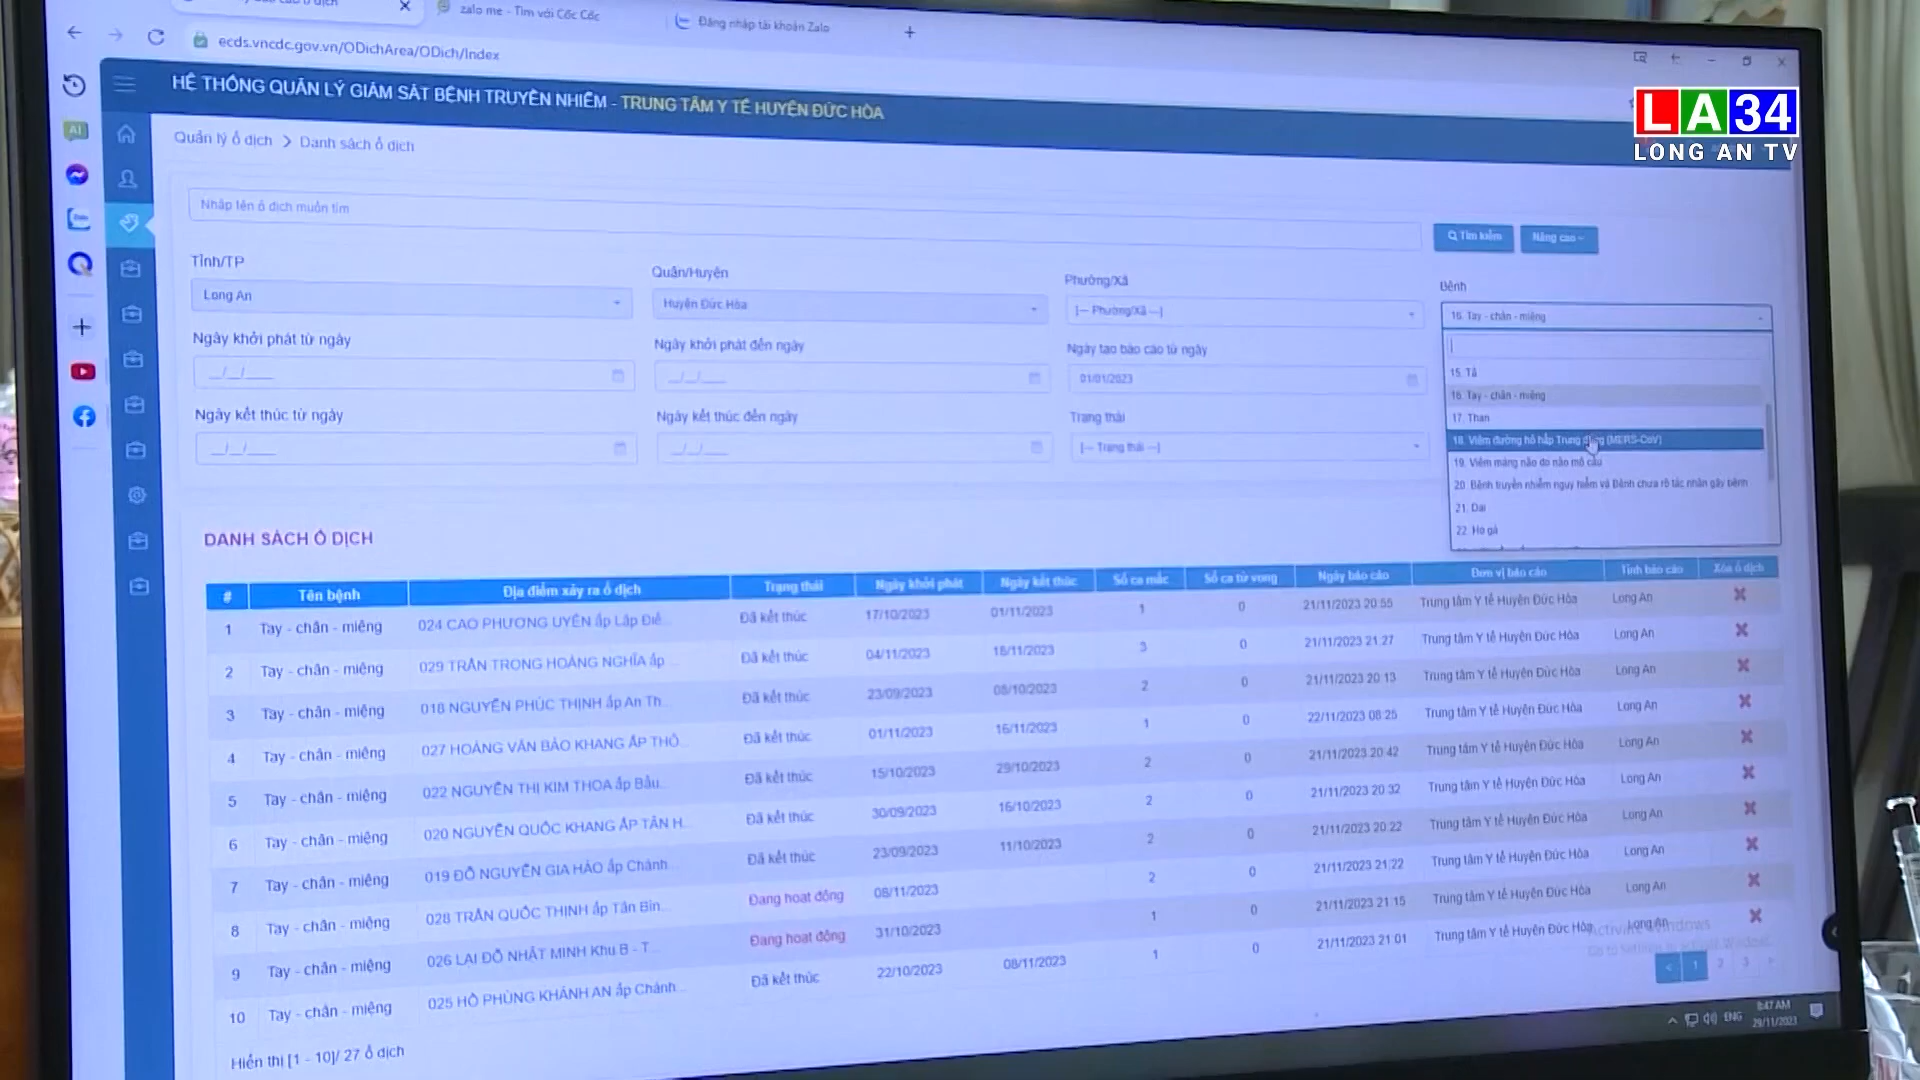 zalo me - Tìm với Cốc Cốc
Đăng nhập tài khoản Zalo
ecds.vncdc.gov.vn/ODichArea/ODich/Index
HỆ THỐNG QUẢN LÝ GIÁM SÁT BỆNH TRUYỀN NHIỄM - TRUNG TÂM Y TẾ HUYỆN ĐỨC HÒA
LA34
LONG AN TV
Quản lý ổ dịch > Danh sách ổ dịch
Nhập tên ổ dịch muốn tìm
Tìm kiếm
Nâng cao
Tỉnh/TP
Quận/Huyện
Phường/Xã
Bệnh
Long An
Huyện Đức Hòa
|-- Phường/Xã --|
16. Tay - chân - miệng
Ngày khởi phát từ ngày
Ngày khởi phát đến ngày
Ngày tạo báo cáo từ ngày
__/__/____
__/__/____
01/01/2023
Ngày kết thúc từ ngày
Ngày kết thúc đến ngày
Trạng thái
__/__/____
__/__/____
|-- Trạng thái --|
15. Tả
16. Tay - chân - miệng
17. Than
18. Viêm đường hô hấp Trung (MERS-CoV)
19. Viêm màng não do não mô cầu
20. Bệnh truyền nhiễm nguy hiểm và Bệnh chưa rõ tác nhân gây bệnh
21. Dại
22. Ho gà
DANH SÁCH Ổ DỊCH
# Tên bệnh Địa điểm xảy ra ổ dịch Trạng thái Ngày khởi phát Ngày kết thúc Số ca mắc Số ca tử vong Ngày báo cáo Đơn vị báo cáo Tỉnh báo cáo Xóa ổ dịch
1 Tay - chân - miệng 024 CAO PHƯƠNG UYÊN ấp Lập Điề... Đã kết thúc 17/10/2023 01/11/2023 1 0 21/11/2023 20:55 Trung tâm Y tế Huyện Đức Hòa Long An
2 Tay - chân - miệng 029 TRẦN TRỌNG HOÀNG NGHĨA ấp ... Đã kết thúc 04/11/2023 18/11/2023 3 0 21/11/2023 21:27 Trung tâm Y tế Huyện Đức Hòa Long An
3 Tay - chân - miệng 018 NGUYỄN PHÚC THỊNH ấp An Th... Đã kết thúc 23/09/2023 08/10/2023 2 0 21/11/2023 20:13 Trung tâm Y tế Huyện Đức Hòa Long An
4 Tay - chân - miệng 027 HOÀNG VĂN BẢO KHANG ẤP THÔ... Đã kết thúc 01/11/2023 16/11/2023 1 0 22/11/2023 08:25 Trung tâm Y tế Huyện Đức Hòa Long An
5 Tay - chân - miệng 022 NGUYỄN THỊ KIM THOA ấp Bàu... Đã kết thúc 15/10/2023 29/10/2023 2 0 21/11/2023 20:42 Trung tâm Y tế Huyện Đức Hòa Long An
6 Tay - chân - miệng 020 NGUYỄN QUỐC KHANG ẤP TÂN H... Đã kết thúc 30/09/2023 16/10/2023 2 0 21/11/2023 20:32 Trung tâm Y tế Huyện Đức Hòa Long An
7 Tay - chân - miệng 019 ĐỖ NGUYỄN GIA HÀO ấp Chánh... Đã kết thúc 23/09/2023 11/10/2023 2 0 21/11/2023 20:22 Trung tâm Y tế Huyện Đức Hòa Long An
8 Tay - chân - miệng 028 TRẦN QUỐC THỊNH ấp Tân Bìn... Đang hoạt động 08/11/2023 2 0 21/11/2023 21:22 Trung tâm Y tế Huyện Đức Hòa Long An
9 Tay - chân - miệng 026 LẠI ĐỖ NHẤT MINH Khu B - T... Đang hoạt động 31/10/2023 1 0 21/11/2023 21:15 Trung tâm Y tế Huyện Đức Hòa Long An
10 Tay - chân - miệng 025 HỒ PHÙNG KHÁNH AN ấp Chánh... Đã kết thúc 22/10/2023 08/11/2023 1 0 21/11/2023 21:01 Trung tâm Y tế Huyện Đức Hòa Long An
Activate Windows
Hiển thị [1 - 10]/ 27 ổ dịch
< 1 2 3 >
ENG
8:47 AM
29/11/2023